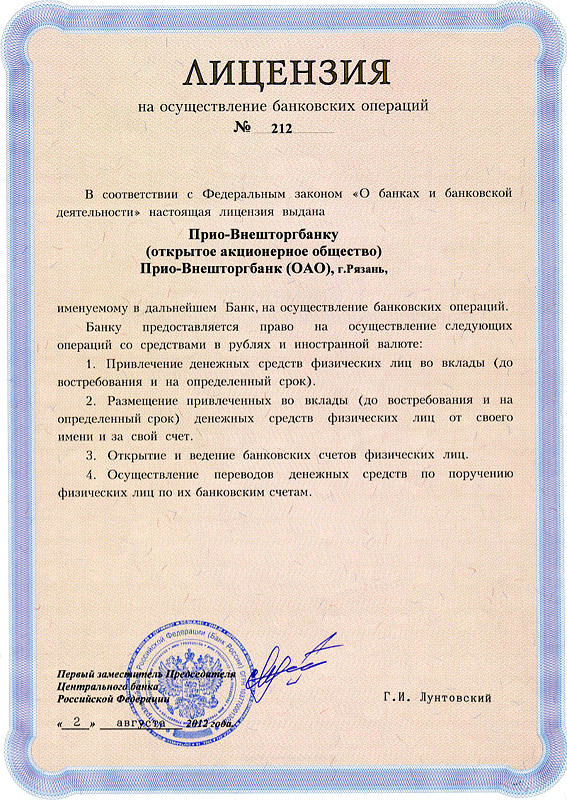 ЛИЦЕНЗИЯ
на осуществление банковских операций
№ 212
В соответствии с Федеральным законом «О банках и банковской
деятельности» настоящая лицензия выдана
Прио-Внешторгбанку
(открытое акционерное общество)
Прио-Внешторгбанк (ОАО), г.Рязань,
именуемому в дальнейшем Банк, на осуществление банковских операций.
Банку предоставляется право на осуществление следующих
операций со средствами в рублях и иностранной валюте:
1. Привлечение денежных средств физических лиц во вклады (до
востребования и на определенный срок).
2. Размещение привлеченных во вклады (до востребования и на
определенный срок) денежных средств физических лиц от своего
имени и за свой счет.
3. Открытие и ведение банковских счетов физических лиц.
4. Осуществление переводов денежных средств по поручению
физических лиц по их банковским счетам.
Российской Федерации (Банк России)
Первый заместитель Председателя
Центрального банка
Российской Федерации
Г.И. Лунтовский
« 2 » августа 2012 года.